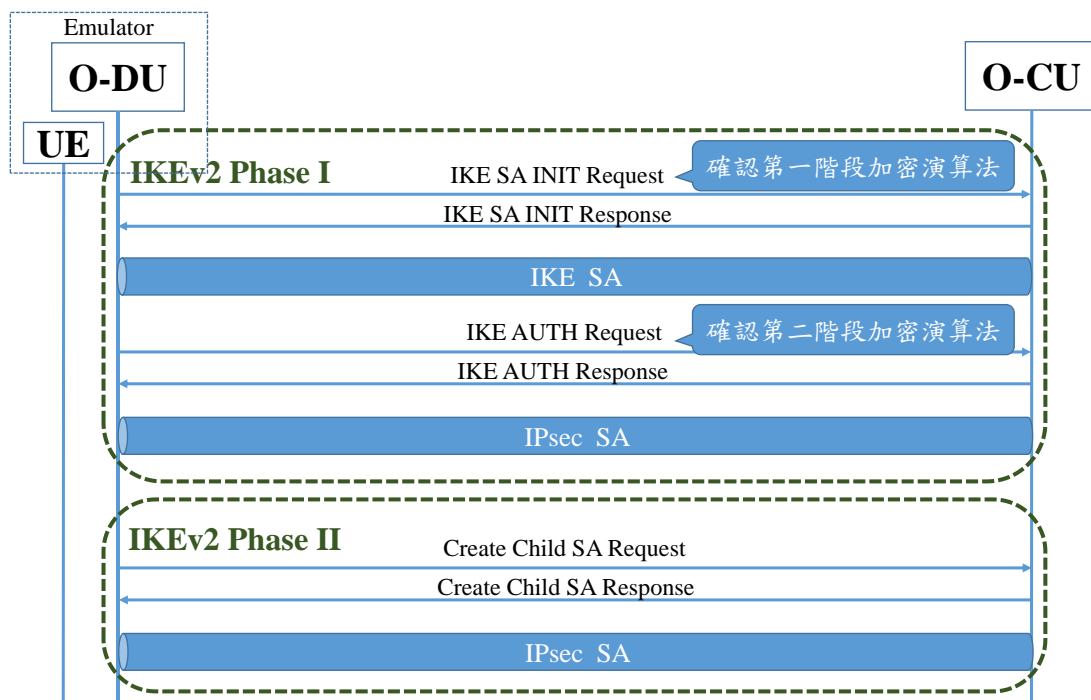 Emulator
O-DU
O-CU
UE
IKEv2 Phase I
IKE SA INIT Request
確認第一階段加密演算法
IKE SA INIT Response
IKE SA
IKE AUTH Request
確認第二階段加密演算法
IKE AUTH Response
IPsec SA
IKEv2 Phase II
Create Child SA Request
Create Child SA Response
IPsec SA